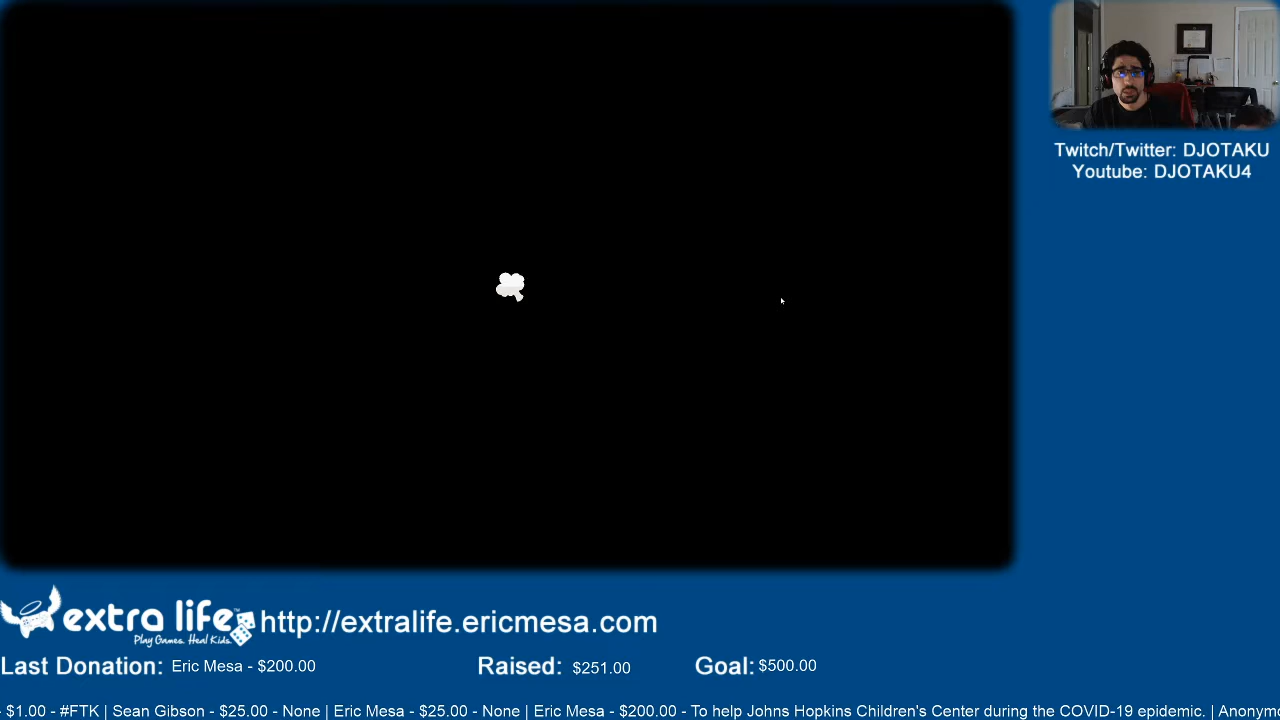 Twitch/Twitter: DJOTAKU
Youtube: DJOTAKU4
extra life
Play Games. Heal Kids.
http://extralife.ericmesa.com
Last Donation: Eric Mesa - $200.00
Raised: $251.00
Goal: $500.00
- $1.00 - #FTK | Sean Gibson - $25.00 - None | Eric Mesa - $25.00 - None | Eric Mesa - $200.00 - To help Johns Hopkins Children's Center during the COVID-19 epidemic. | Anonym